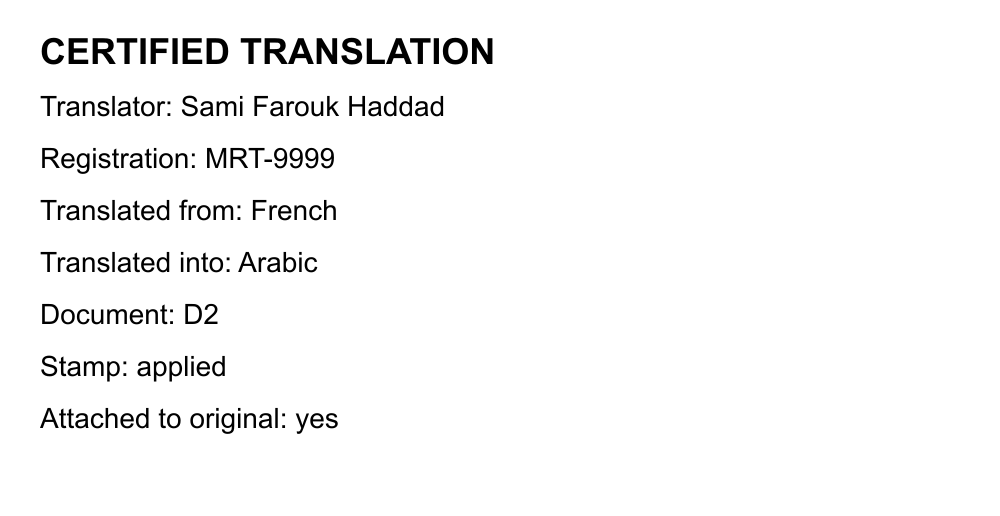 CERTIFIED TRANSLATION
Translator: Sami Farouk Haddad
Registration: MRT-9999
Translated from: French
Translated into: Arabic
Document: D2
Stamp: applied
Attached to original: yes